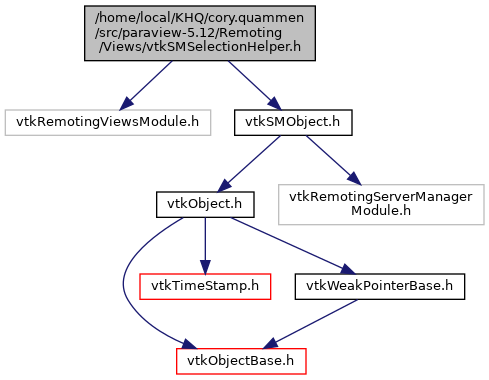 /home/local/KHQ/cory.quammen
/src/paraview-5.12/Remoting
/Views/vtkSMSelectionHelper.h
vtkRemotingViewsModule.h
vtkSMObject.h
vtkObject.h
vtkRemotingServerManager
Module.h
vtkTimeStamp.h
vtkWeakPointerBase.h
vtkObjectBase.h